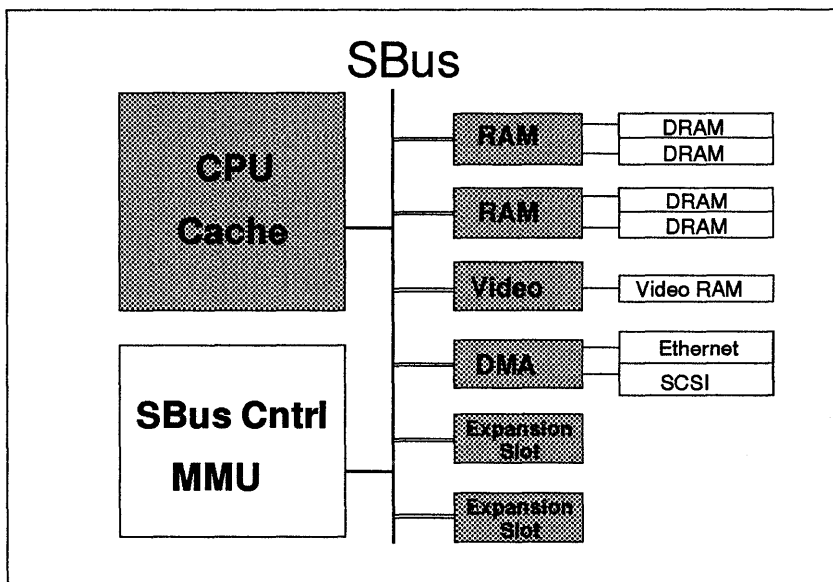 SBus
CPU
Cache
SBus Cntrl
MMU
RAM
DRAM
DRAM
RAM
DRAM
DRAM
Video
Video RAM
DMA
Ethernet
SCSI
Expansion
Slot
Expansion
Slot